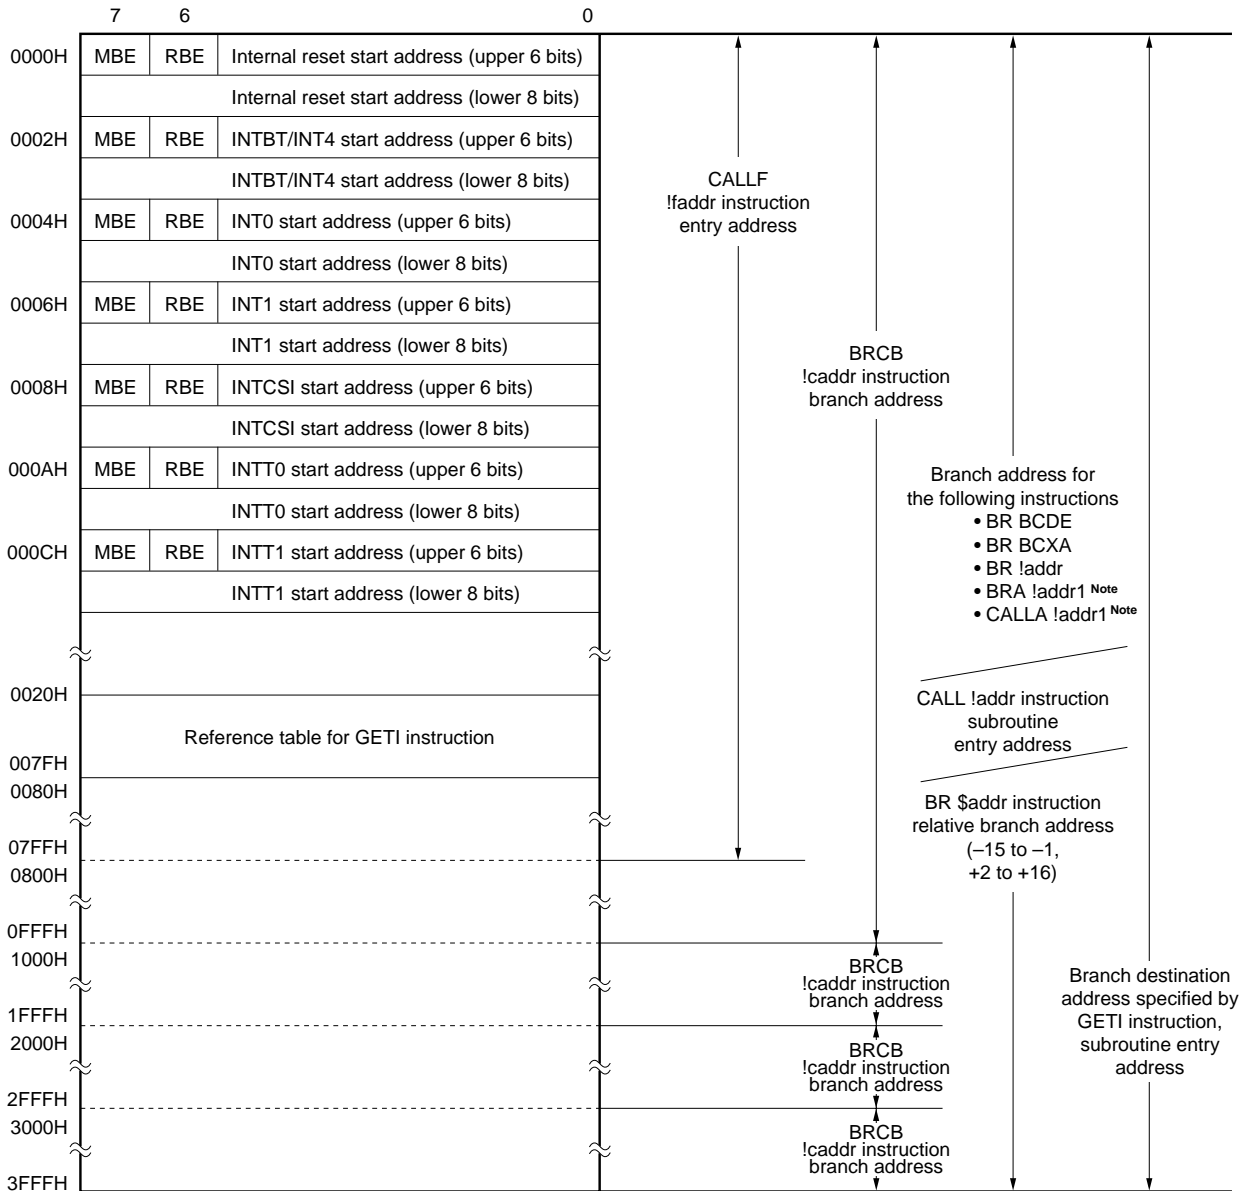 7 6 0
0000H MBE RBE Internal reset start address (upper 6 bits)
Internal reset start address (lower 8 bits)
0002H MBE RBE INTBT/INT4 start address (upper 6 bits)
INTBT/INT4 start address (lower 8 bits)
0004H MBE RBE INT0 start address (upper 6 bits)
INT0 start address (lower 8 bits)
0006H MBE RBE INT1 start address (upper 6 bits)
INT1 start address (lower 8 bits)
0008H MBE RBE INTCSI start address (upper 6 bits)
INTCSI start address (lower 8 bits)
000AH MBE RBE INTT0 start address (upper 6 bits)
INTT0 start address (lower 8 bits)
000CH MBE RBE INTT1 start address (upper 6 bits)
INTT1 start address (lower 8 bits)
0020H
Reference table for GETI instruction
007FH
0080H
07FFH
0800H
0FFFH
1000H
1FFFH
2000H
2FFFH
3000H
3FFFH
CALLF
!faddr instruction
entry address
BRCB
!caddr instruction
branch address
BRCB
!caddr instruction
branch address
BRCB
!caddr instruction
branch address
BRCB
!caddr instruction
branch address
Branch address for
the following instructions
• BR BCDE
• BR BCXA
• BR !addr
• BRA !addr1 Note
• CALLA !addr1 Note
CALL !addr instruction
subroutine
entry address
BR $addr instruction
relative branch address
(–15 to –1,
+2 to +16)
Branch destination
address specified by
GETI instruction,
subroutine entry
address